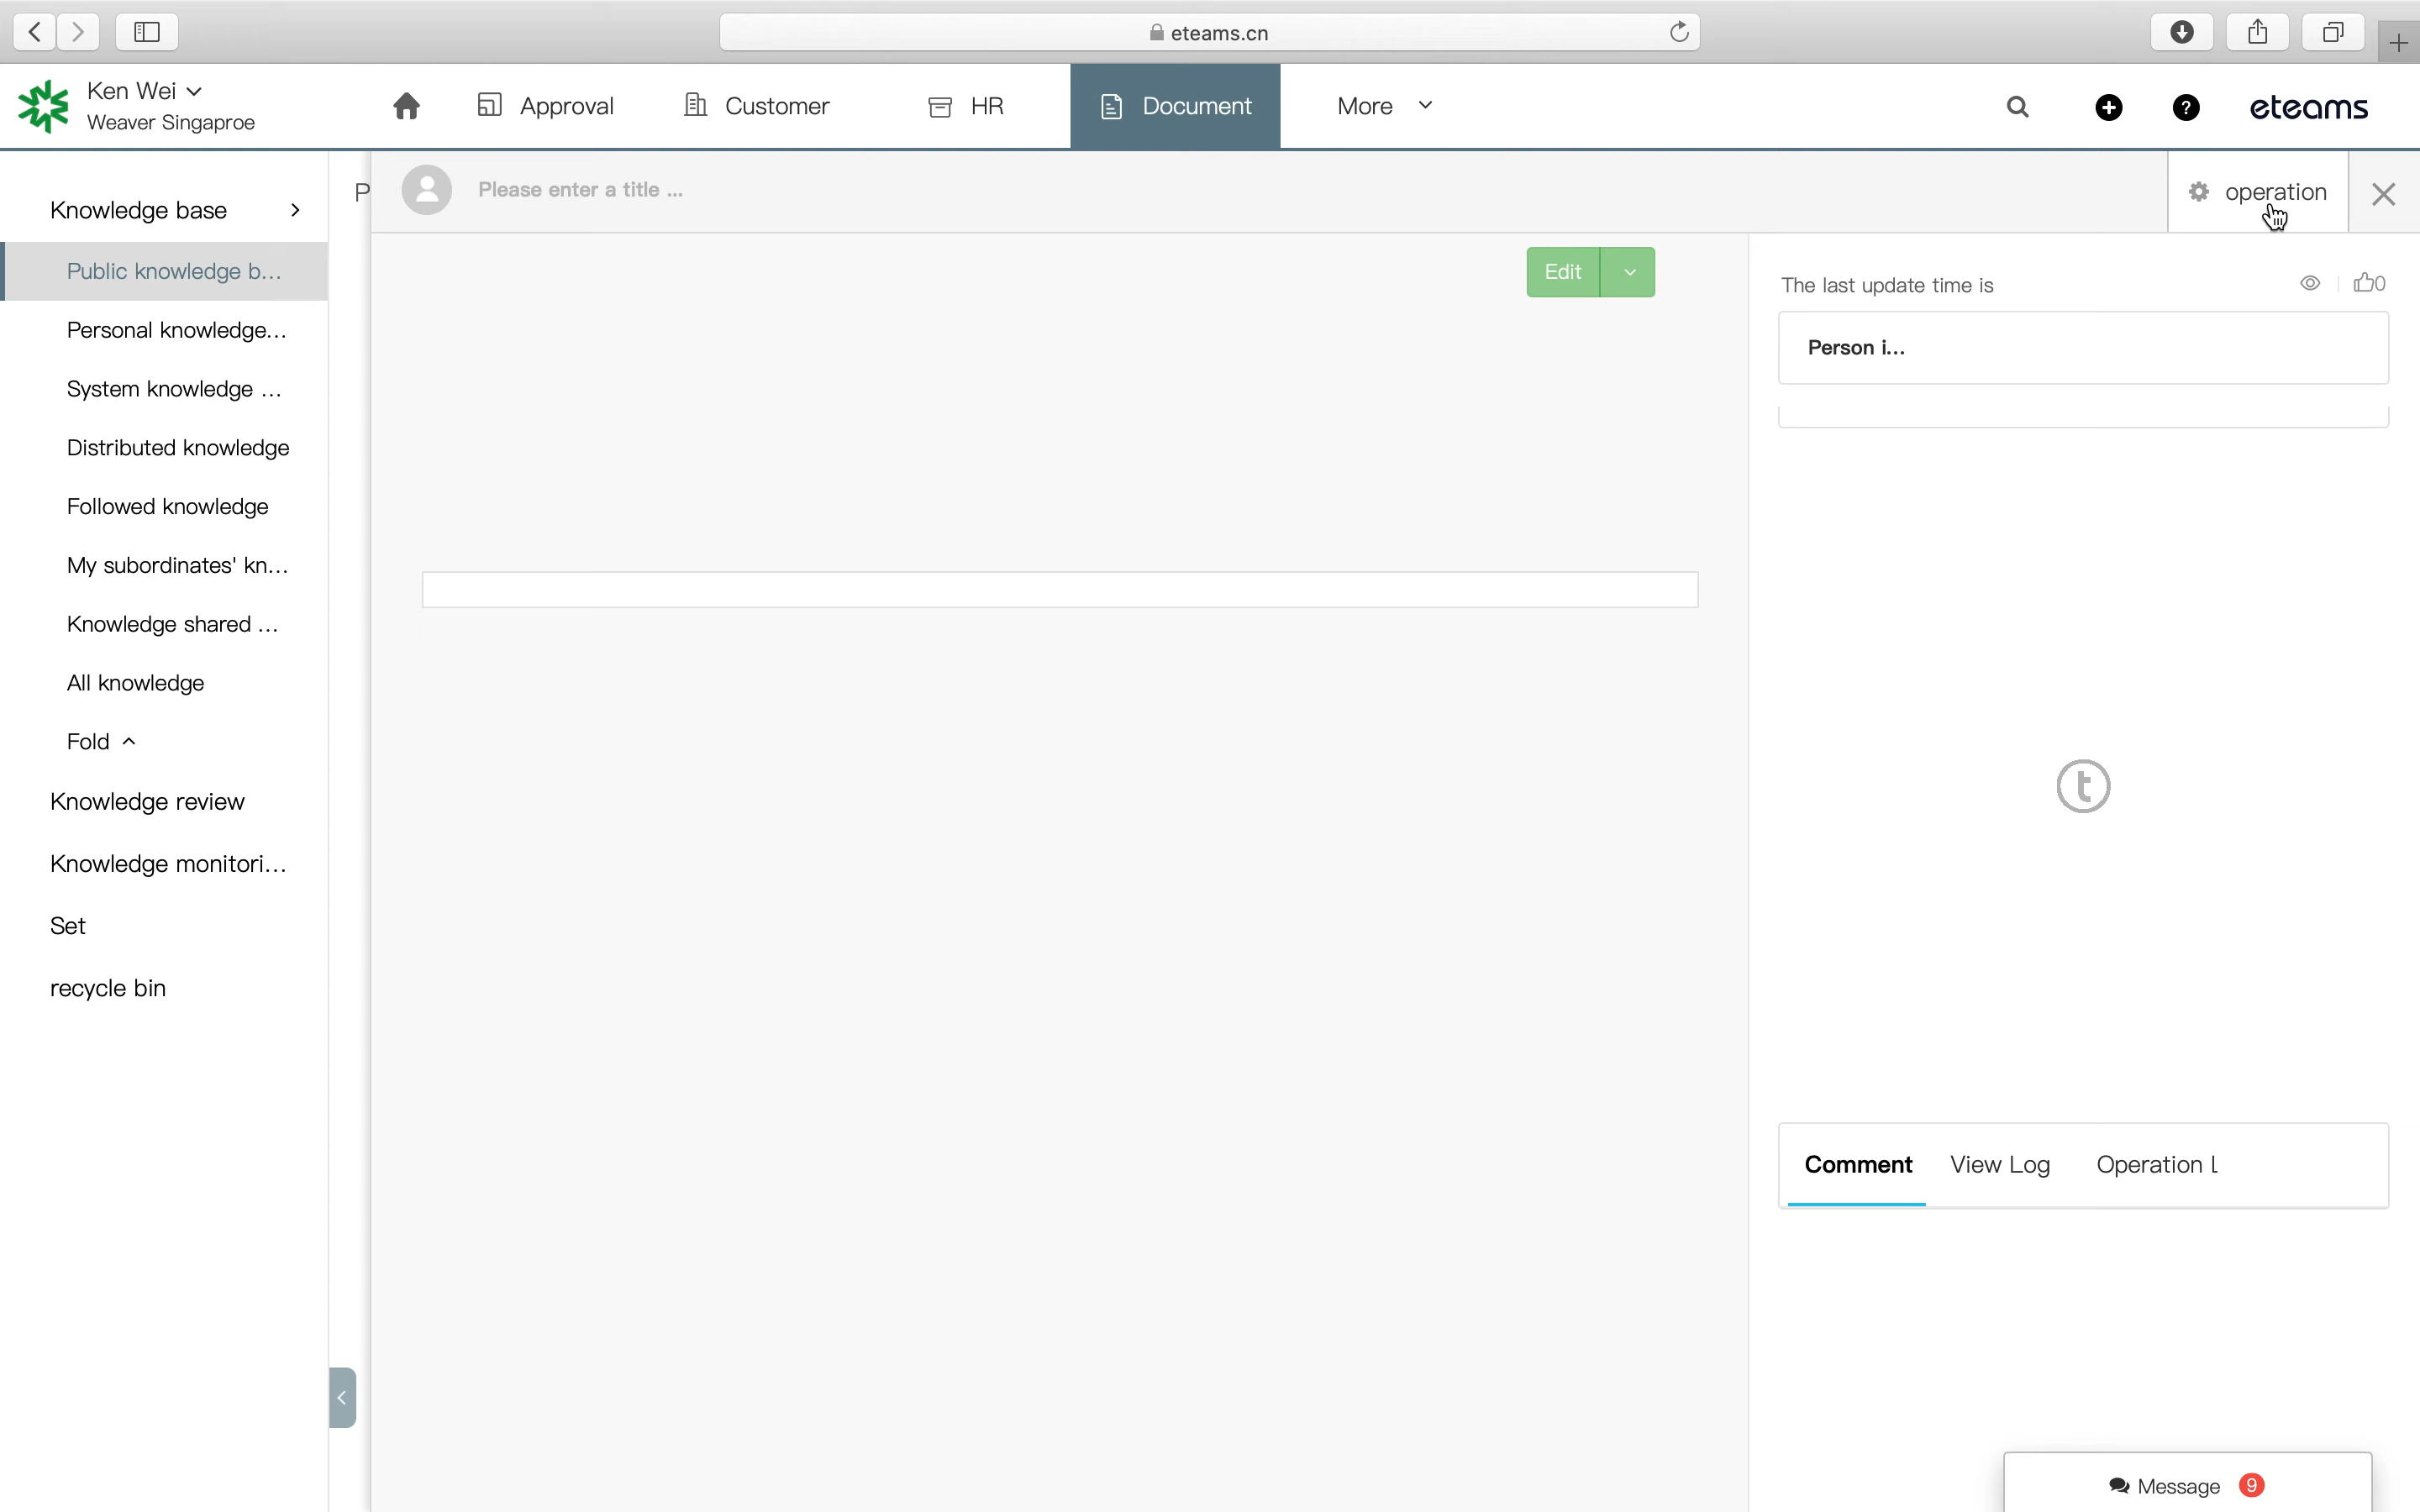 eteams.cn
Ken Wei
Weaver Singaproe
Approval
Customer
HR
Document
More
eteams
Knowledge base
P
Please enter a title ...
operation
Public knowledge b...
Edit
The last update time is
0
Personal knowledge...
Person i...
System knowledge ...
Distributed knowledge
Followed knowledge
My subordinates' kn...
Knowledge shared ...
All knowledge
Fold
Knowledge review
Knowledge monitori...
Set
recycle bin
Comment
View Log
Operation L
Message 9